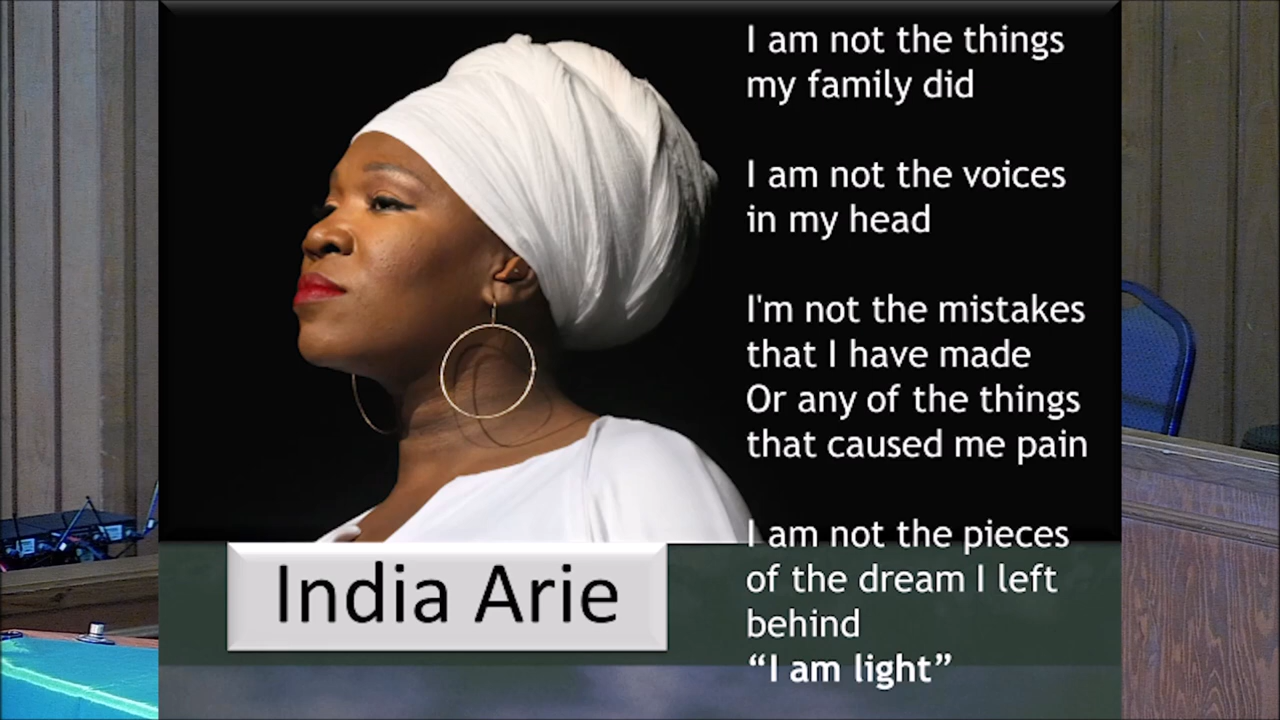 I am not the things
my family did
I am not the voices
in my head
I'm not the mistakes
that I have made
Or any of the things
that caused me pain
I am not the pieces
of the dream I left
behind
“I am light”
India Arie